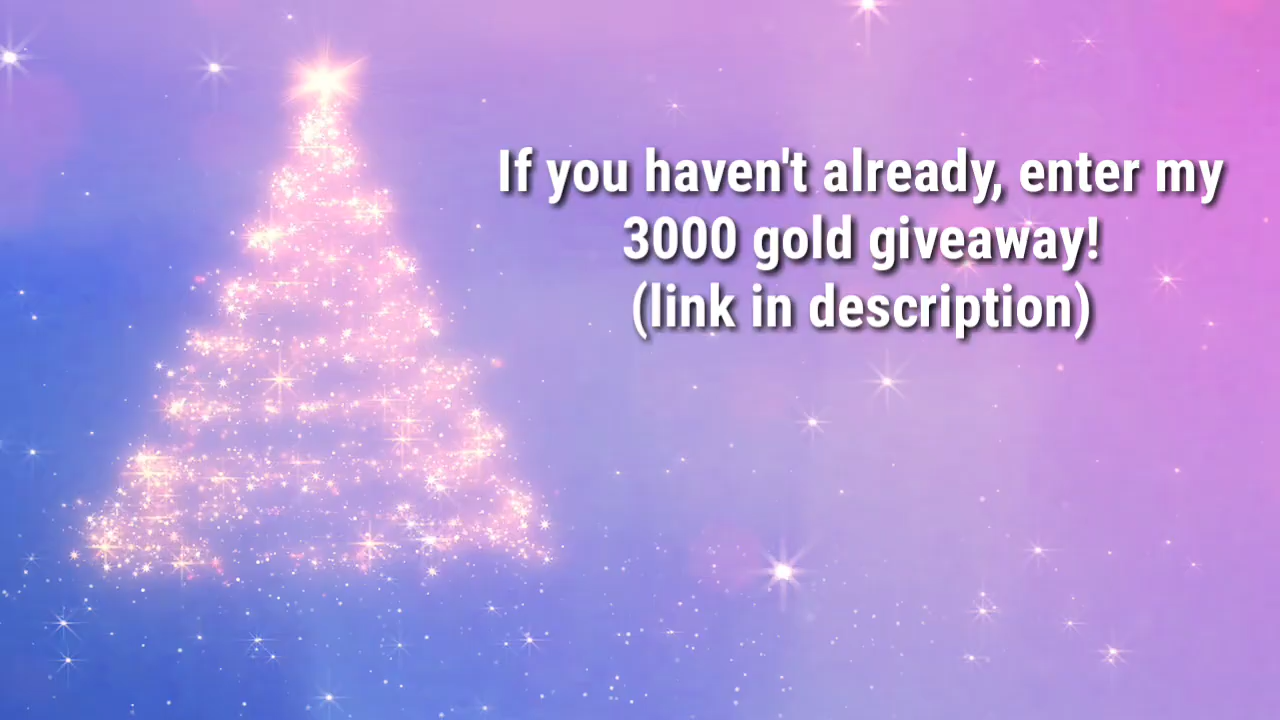 If you haven't already, enter my
3000 gold giveaway!
(link in description)